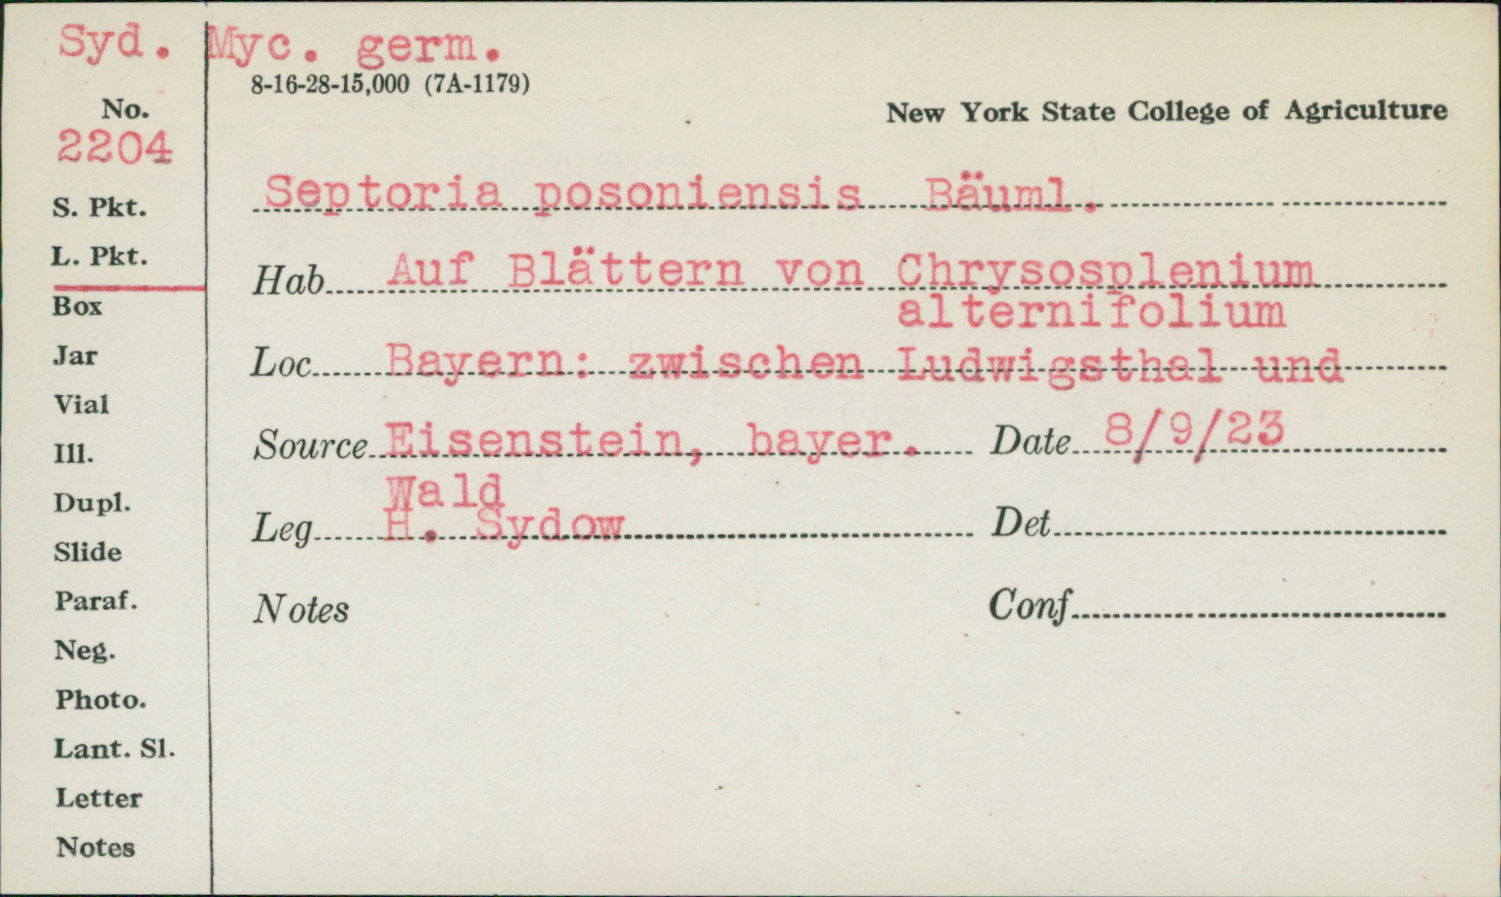 Syd. Myc. germ.
8-16-28-15,000 (7A-1179)
No.
New York State College of Agriculture
2204
Septoria posoniensis Bäuml.
S. Pkt.
L. Pkt.
Hab Auf Blättern von Chrysosplenium
alternifolium
Box
Jar
Loc Bayern: zwischen Ludwigsthal und
Vial
Source Eisenstein, bayer. Date 8/9/23
Ill.
Wald
Dupl.
Leg H. Sydow Det
Slide
Paraf.
Notes Conf
Neg.
Photo.
Lant. Sl.
Letter
Notes